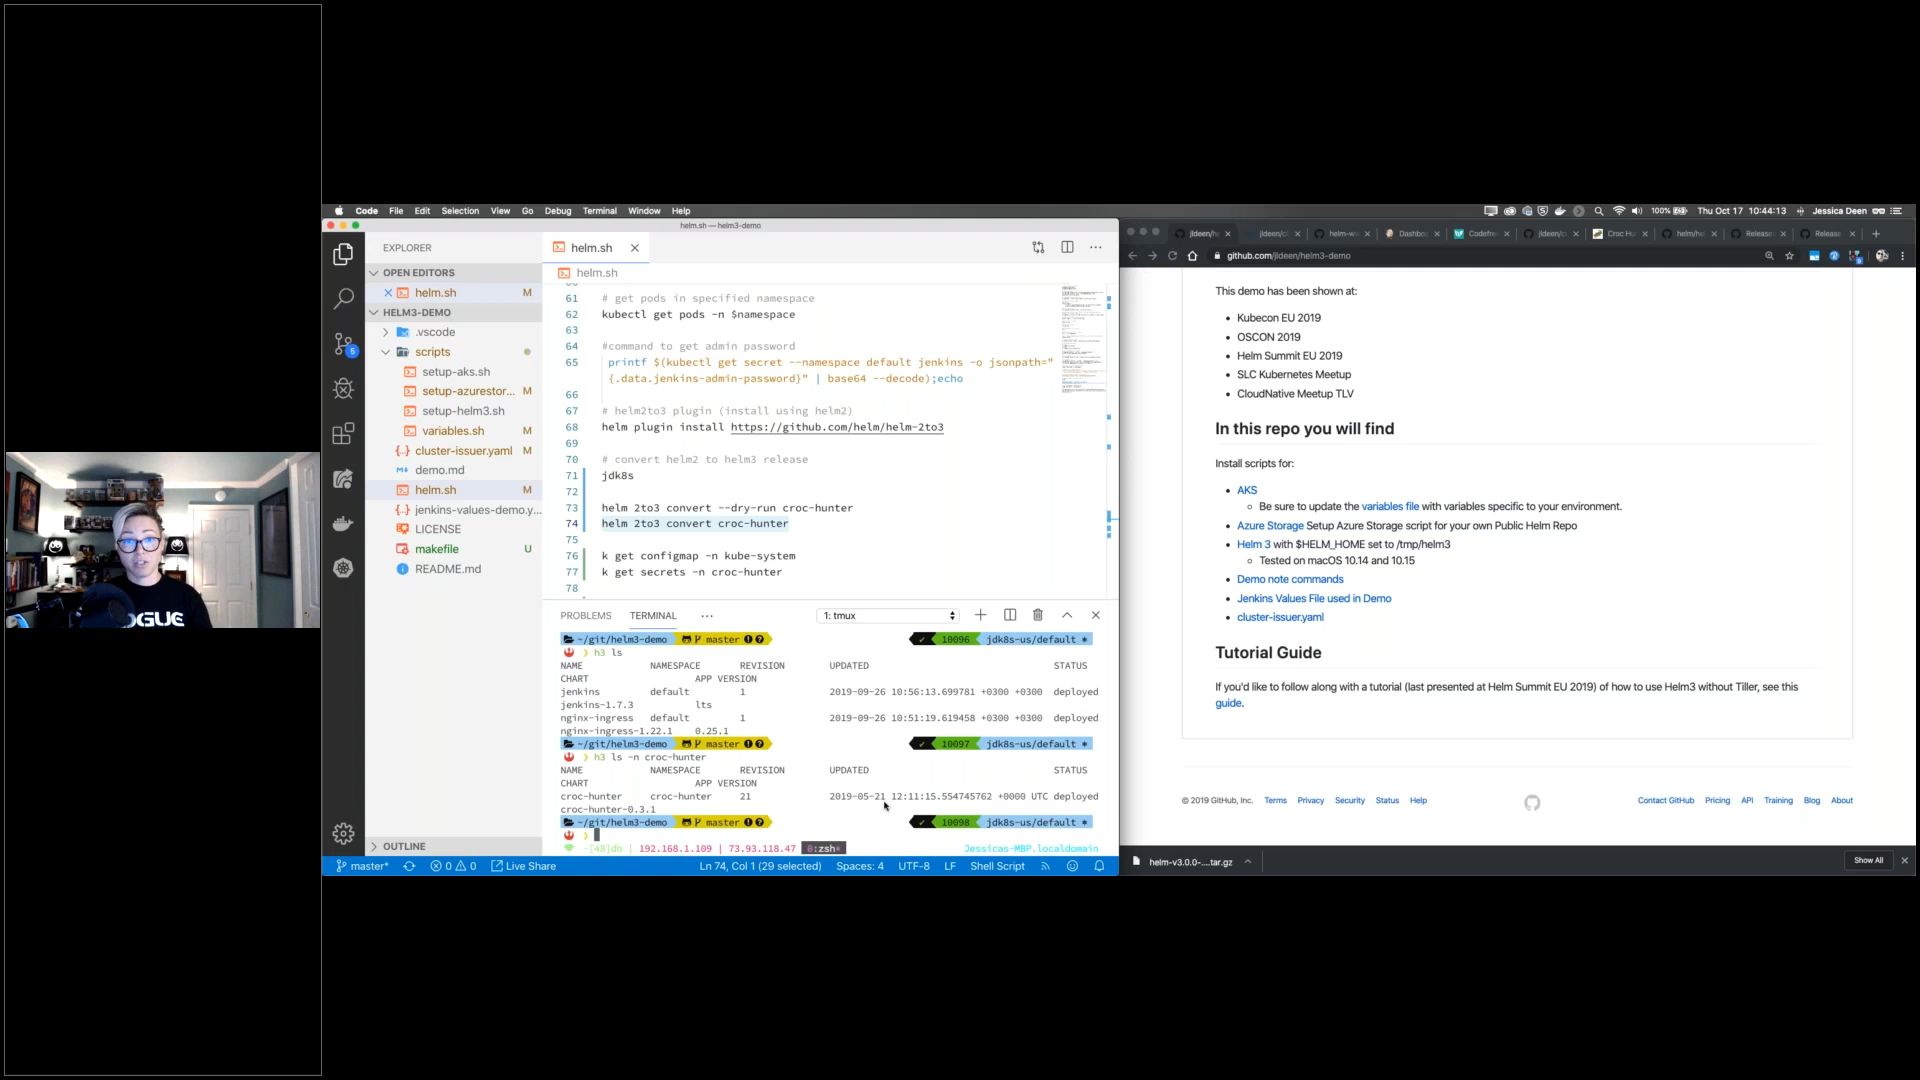 Code File Edit Selection View Go Debug Terminal Window Help
100% Thu Oct 17 10:44:13 Jessica Deen
helm.sh — helm3-demo
EXPLORER
OPEN EDITORS
helm.sh M
HELM3-DEMO
.vscode
scripts
setup-aks.sh
setup-azurestor... M
setup-helm3.sh
variables.sh M
cluster-issuer.yaml M
demo.md
helm.sh M
jenkins-values-demo.y...
LICENSE
makefile U
README.md
OUTLINE
5
helm.sh
helm.sh
61 # get pods in specified namespace
62 kubectl get pods -n $namespace
63
64 #command to get admin password
65 printf $(kubectl get secret --namespace default jenkins -o jsonpath="
{.data.jenkins-admin-password}" | base64 --decode);echo
66
67 # helm2to3 plugin (install using helm2)
68 helm plugin install https://github.com/helm/helm-2to3
69
70 # convert helm2 to helm3 release
71 jdk8s
72
73 helm 2to3 convert --dry-run croc-hunter
74 helm 2to3 convert croc-hunter
75
76 k get configmap -n kube-system
77 k get secrets -n croc-hunter
78
PROBLEMS TERMINAL ... 1: tmux
~/git/helm3-demo master 10096 jdk8s-us/default
h3 ls
NAME NAMESPACE REVISION UPDATED STATUS
CHART APP VERSION
jenkins default 1 2019-09-26 10:56:13.699781 +0300 +0300 deployed
jenkins-1.7.3 lts
nginx-ingress default 1 2019-09-26 10:51:19.619458 +0300 +0300 deployed
nginx-ingress-1.22.1 0.25.1
~/git/helm3-demo master 10097 jdk8s-us/default
h3 ls -n croc-hunter
NAME NAMESPACE REVISION UPDATED STATUS
CHART APP VERSION
croc-hunter croc-hunter 21 2019-05-21 12:11:15.554745762 +0000 UTC deployed
croc-hunter-0.3.1
~/git/helm3-demo master 10098 jdk8s-us/default
192.168.1.109 | 73.93.118.47 0:zsh* Jessicas-MBP.localdomain
master* 0 0 Live Share Ln 74, Col 1 (29 selected) Spaces: 4 UTF-8 LF Shell Script
OGUE
github.com/jldeen/helm3-demo
This demo has been shown at:
Kubecon EU 2019
OSCON 2019
Helm Summit EU 2019
SLC Kubernetes Meetup
CloudNative Meetup TLV
In this repo you will find
Install scripts for:
AKS
Be sure to update the variables file with variables specific to your environment.
Azure Storage Setup Azure Storage script for your own Public Helm Repo
Helm 3 with $HELM_HOME set to /tmp/helm3
Tested on macOS 10.14 and 10.15
Demo note commands
Jenkins Values File used in Demo
cluster-issuer.yaml
Tutorial Guide
If you'd like to follow along with a tutorial (last presented at Helm Summit EU 2019) of how to use Helm3 without Tiller, see this
guide.
© 2019 GitHub, Inc. Terms Privacy Security Status Help Contact GitHub Pricing API Training Blog About
helm-v3.0.0-....tar.gz Show All